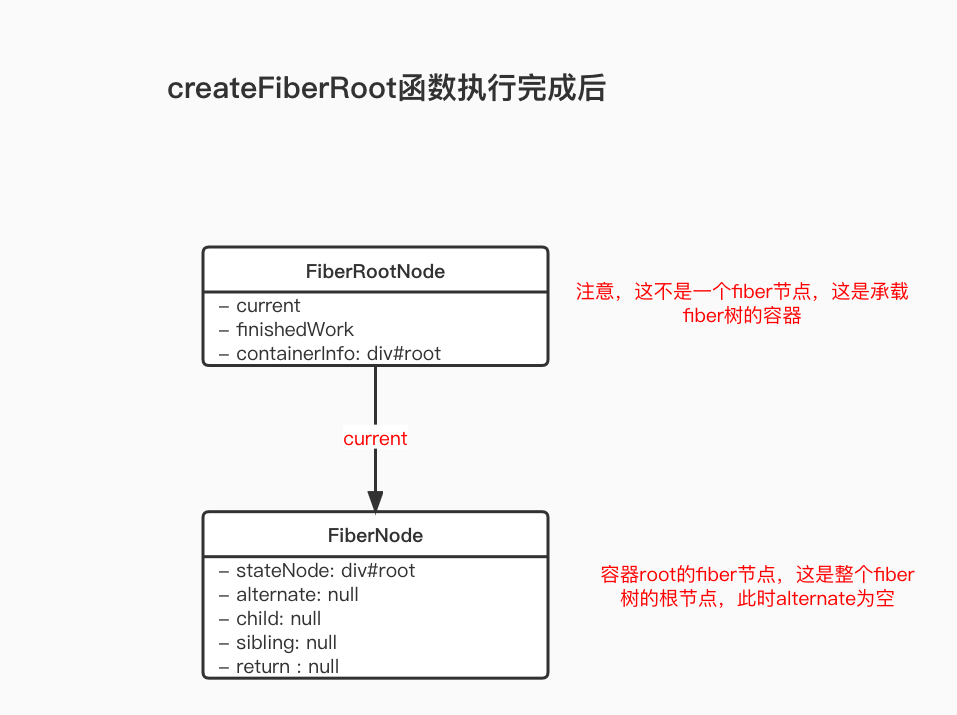 createFiberRoot函数执行完成后
FiberRootNode
– current
– finishedWork
– containerInfo: div#root
注意，这不是一个fiber节点，这是承载
fiber树的容器
current
FiberNode
– stateNode: div#root
– alternate: null
– child: null
– sibling: null
– return : null
容器root的fiber节点，这是整个fiber
树的根节点，此时alternate为空